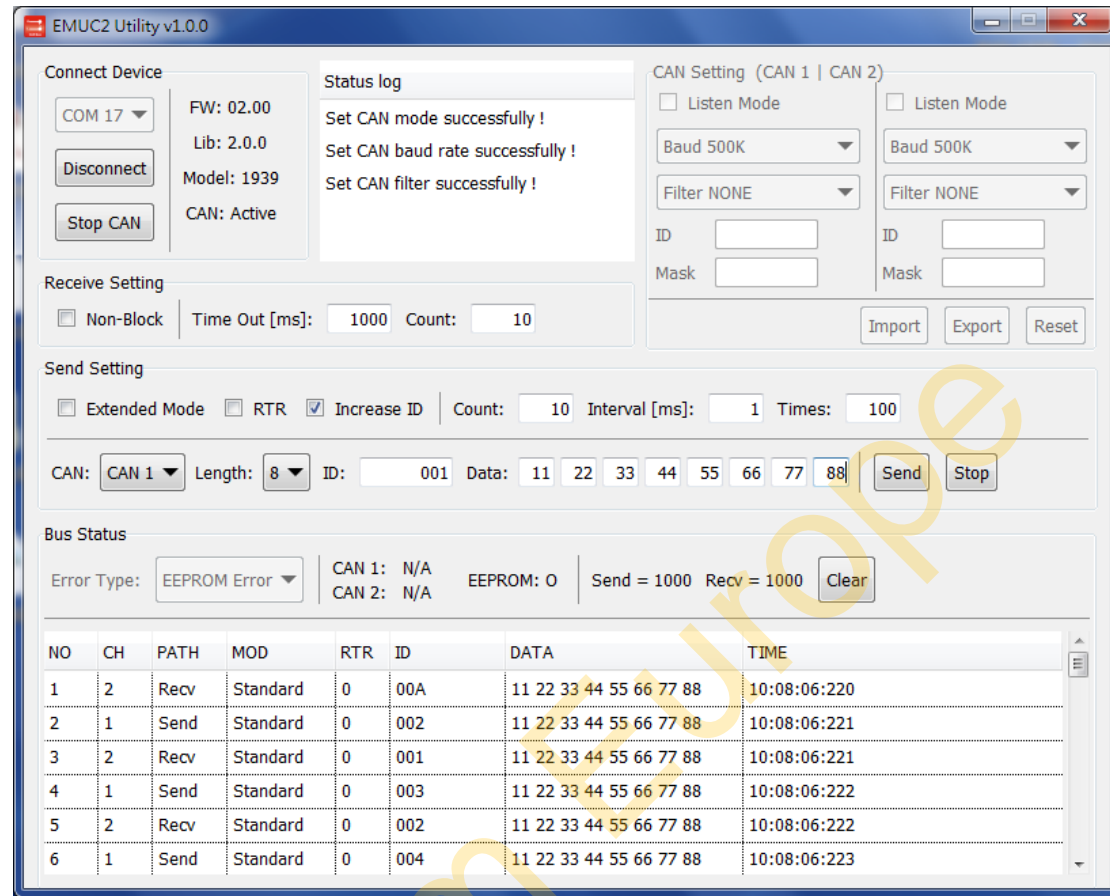 EMUC2 Utility v1.0.0
Connect Device
COM 17
Disconnect
Stop CAN
FW: 02.00
Lib: 2.0.0
Model: 1939
CAN: Active
Status log
Set CAN mode successfully !
Set CAN baud rate successfully !
Set CAN filter successfully !
CAN Setting (CAN 1 | CAN 2)
Listen Mode Listen Mode
Baud 500K Baud 500K
Filter NONE Filter NONE
ID ID
Mask Mask
Import Export Reset
Receive Setting
Non-Block Time Out [ms]: 1000 Count: 10
Send Setting
Extended Mode RTR Increase ID Count: 10 Interval [ms]: 1 Times: 100
CAN: CAN 1 Length: 8 ID: 001 Data: 11 22 33 44 55 66 77 88 Send Stop
Bus Status
Error Type: EEPROM Error
CAN 1: N/A
CAN 2: N/A
EEPROM: O Send = 1000 Recv = 1000 Clear
NO CH PATH MOD RTR ID DATA TIME
1 2 Recv Standard 0 00A 11 22 33 44 55 66 77 88 10:08:06:220
2 1 Send Standard 0 002 11 22 33 44 55 66 77 88 10:08:06:221
3 2 Recv Standard 0 001 11 22 33 44 55 66 77 88 10:08:06:221
4 1 Send Standard 0 003 11 22 33 44 55 66 77 88 10:08:06:222
5 2 Recv Standard 0 002 11 22 33 44 55 66 77 88 10:08:06:222
6 1 Send Standard 0 004 11 22 33 44 55 66 77 88 10:08:06:223
Europe